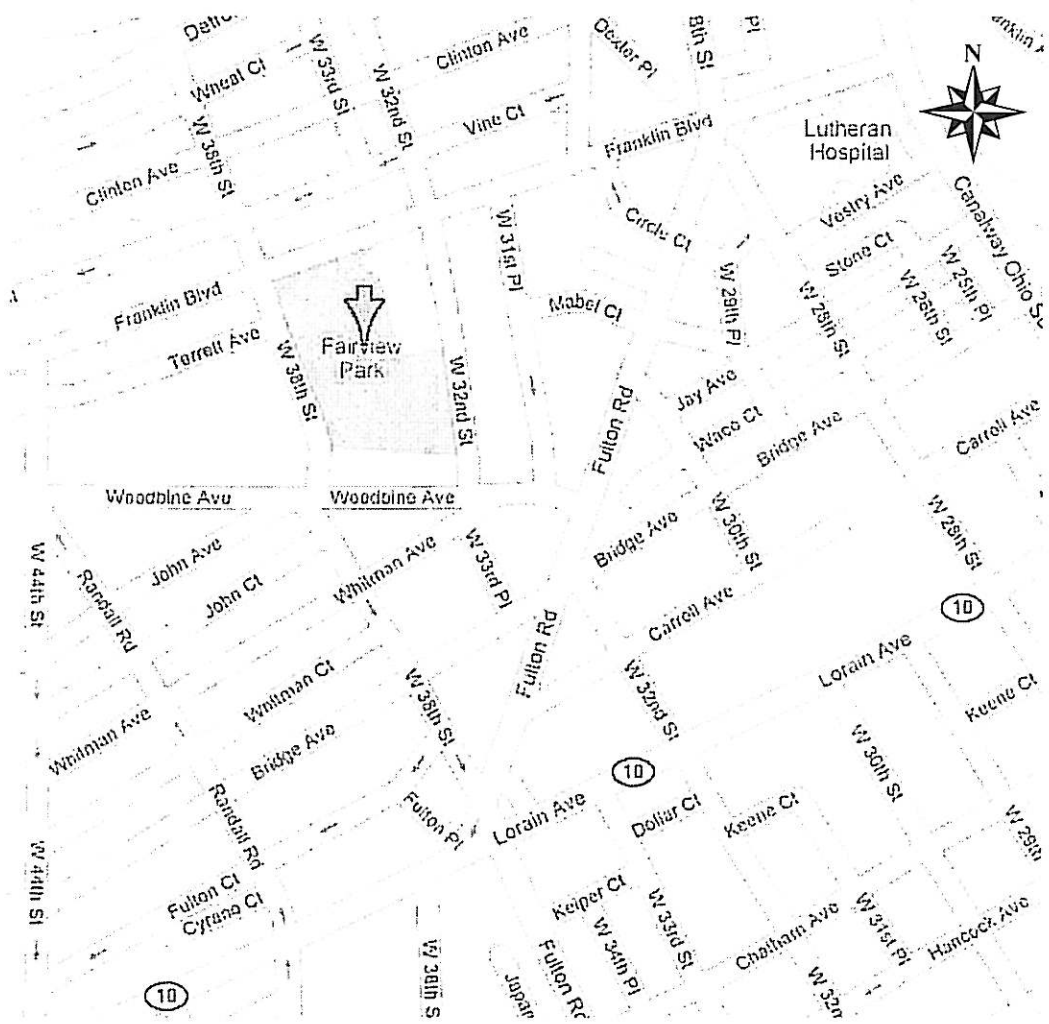 Wheat Ct
W 33rd St
W 32nd St
Clinton Ave
Dexter Pl
8th St
Pl
N
Vine Ct
Franklin Blvd
Lutheran
Hospital
Clinton Ave
W 38th St
Vestry Ave
Circle Ct
W 31st Pl
Stone Ct
W 25th Pl
W 26th St
W 28th St
W 29th Pl
Franklin Blvd
Mabel Ct
Terrett Ave
Fairview
Park
W 38th St
W 32nd St
Jay Ave
Fulton Rd
Waco Ct
Bridge Ave
Carroll Ave
Woodbine Ave
Woodbine Ave
Bridge Ave
W 30th St
W 28th St
John Ave
W 44th St
Randall Rd
John Ct
Whitman Ave
W 33rd Pl
Carroll Ave
10
Fulton Rd
Lorain Ave
Whitman Ct
W 38th St
W 32nd St
Keene Ct
Whitman Ave
Bridge Ave
10
W 30th St
Randall Rd
Fulton Pl
Lorain Ave
Dollar Ct
Keene Ct
W 29th
W 44th St
Fulton Ct
Cyrano Ct
Keiper Ct
W 33rd St
W 34th Pl
Chatham Ave
W 31st Pl
Hancock Ave
W 38th S
Fulton Rd
10